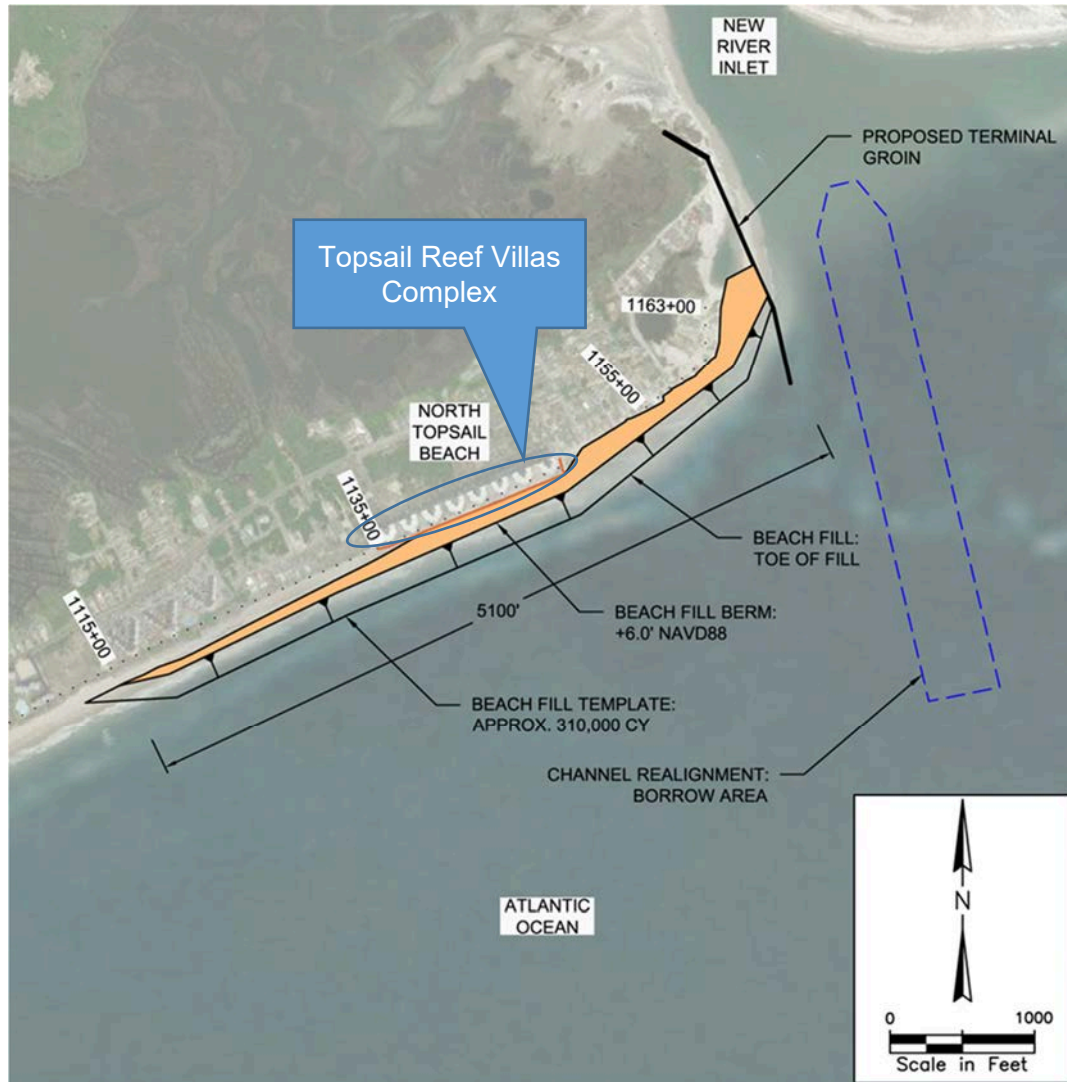 NEW
RIVER
INLET
PROPOSED TERMINAL
GROIN
Topsail Reef Villas
Complex
1163+00
1155+00
NORTH
TOPSAIL
BEACH
1135+00
BEACH FILL:
TOE OF FILL
1115+00
5100'
BEACH FILL BERM:
+6.0' NAVD88
BEACH FILL TEMPLATE:
APPROX. 310,000 CY
CHANNEL REALIGNMENT:
BORROW AREA
ATLANTIC
OCEAN
N
0 1000
Scale in Feet